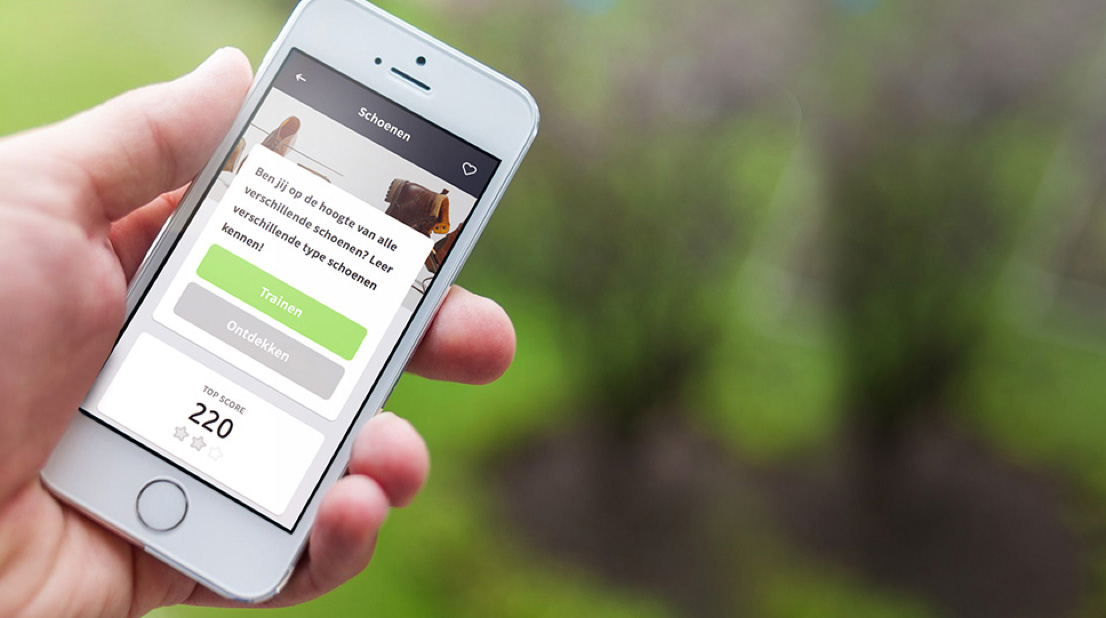 Schoenen
Ben jij op de hoogte van alle
verschillende schoenen? Leer
verschillende type schoenen
kennen!
Trainen
Ontdekken
TOP SCORE
220